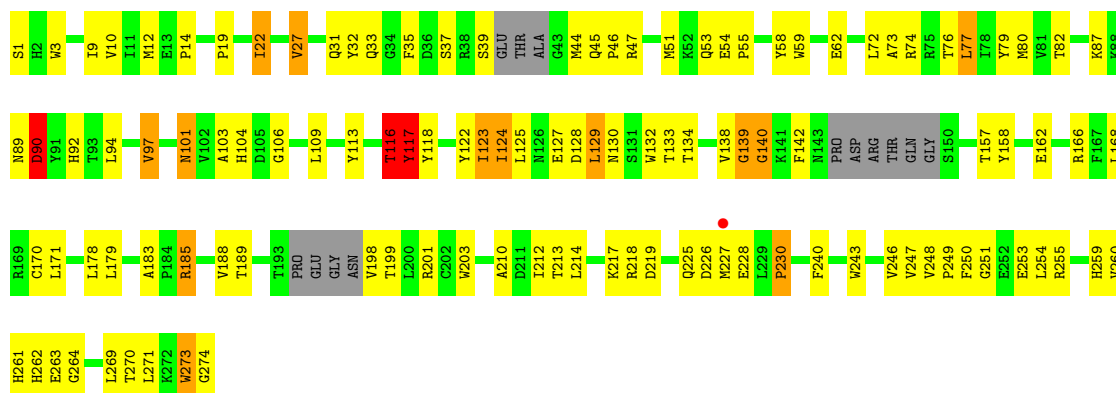 S1 H2 W3 I9 V10 I11 M12 E13 P14 P19 I22 V27 Q31 Y32 Q33 G34 F35 D36 S37 R38 S39 GLU THR ALA G43 M44 Q45 P46 R47 M51 K52 Q53 E54 P55 Y58 W59 E62 L72 A73 R74 R75 T76 L77 I78 Y79 M80 V81 T82 K87 K88
N89 D90 Y91 H92 T93 L94 V97 N101 V102 A103 H104 D105 G106 L109 Y113 T116 Y117 Y118 Y122 I123 I124 L125 N126 E127 D128 L129 N130 S131 W132 T133 T134 V138 G139 G140 K141 F142 N143 PRO ASP ARG THR GLN GLY S150 T157 Y158 E162 R166 F167 L168
R169 G170 L171 L178 L179 A183 P184 R185 V188 T189 T193 PRO GLU GLY ASN V198 T199 L200 R201 C202 W203 A210 D211 I212 T213 L214 K217 R218 D219 Q225 D226 M227 E228 L229 P230 F240 W243 V246 V247 V248 P249 F250 G251 E252 E253 L254 R255 H259
H261 H262 E263 G264 L269 T270 L271 K272 W273 G274